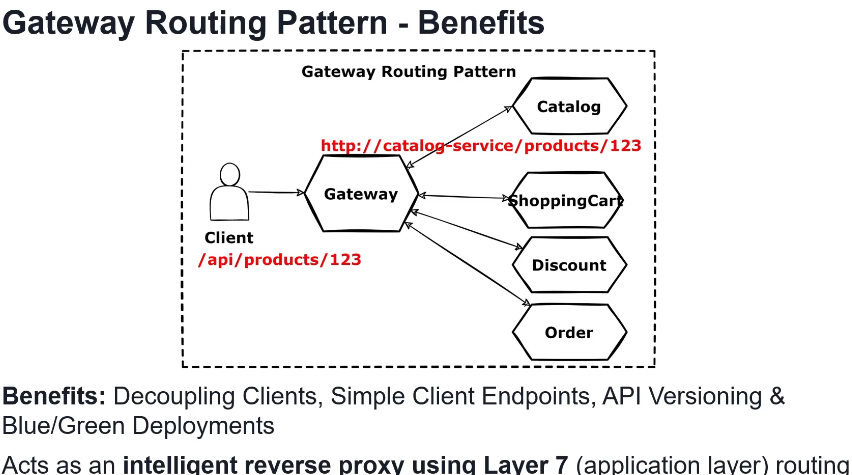 Gateway Routing Pattern - Benefits
Gateway Routing Pattern
Catalog
http://catalog-service/products/123
Gateway
ShoppingCart
Client
/api/products/123
Discount
Order
Benefits: Decoupling Clients, Simple Client Endpoints, API Versioning &
Blue/Green Deployments
Acts as an intelligent reverse proxy using Layer 7 (application layer) routing